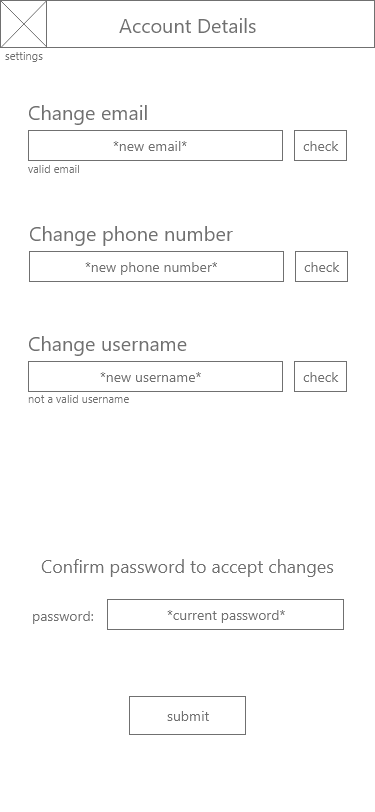 Account Details
settings
Change email
*new email*
check
valid email
Change phone number
*new phone number*
check
Change username
*new username*
check
not a valid username
Confirm password to accept changes
password:
*current password*
submit